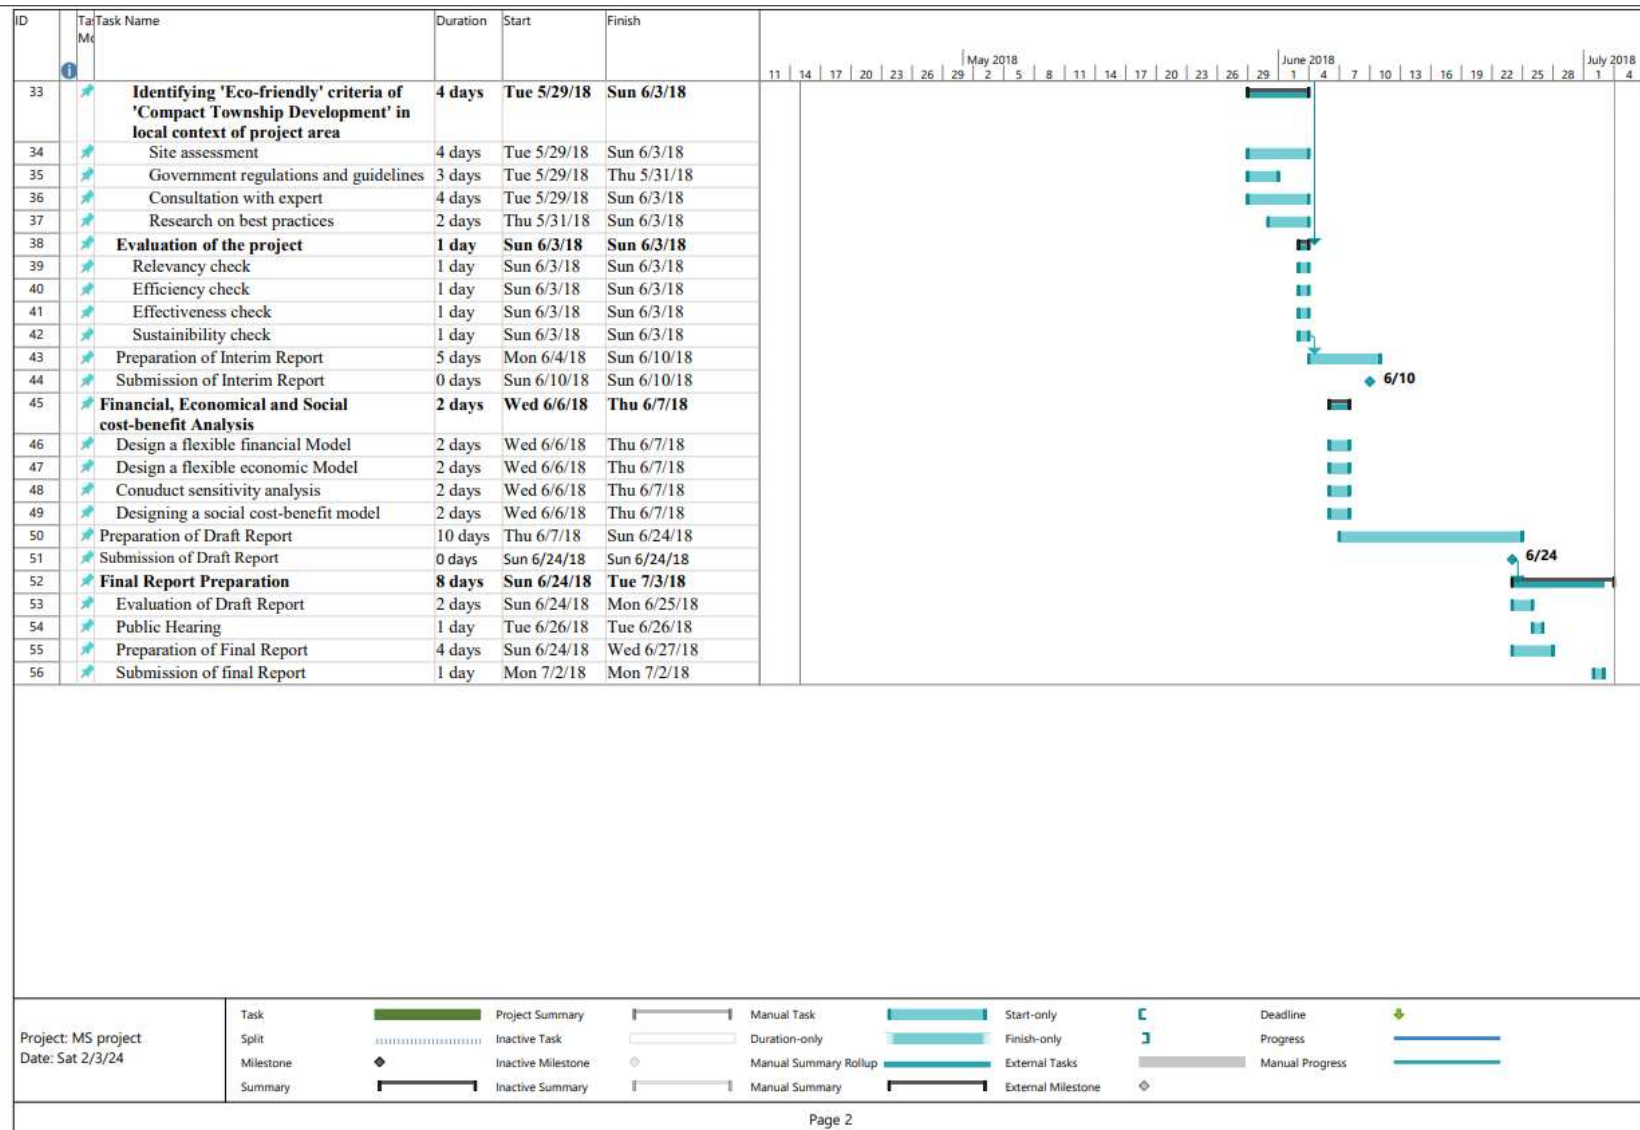 ID Ta Task Name Duration Start Finish
Mo
May 2018 June 2018 July 2018
11 14 17 20 23 26 29 2 5 8 11 14 17 20 23 26 29 1 4 7 10 13 16 19 22 25 28 1 4
33 Identifying 'Eco-friendly' criteria of 4 days Tue 5/29/18 Sun 6/3/18
'Compact Township Development' in
local context of project area
34 Site assessment 4 days Tue 5/29/18 Sun 6/3/18
35 Government regulations and guidelines 3 days Tue 5/29/18 Thu 5/31/18
36 Consultation with expert 4 days Tue 5/29/18 Sun 6/3/18
37 Research on best practices 2 days Thu 5/31/18 Sun 6/3/18
38 Evaluation of the project 1 day Sun 6/3/18 Sun 6/3/18
39 Relevancy check 1 day Sun 6/3/18 Sun 6/3/18
40 Efficiency check 1 day Sun 6/3/18 Sun 6/3/18
41 Effectiveness check 1 day Sun 6/3/18 Sun 6/3/18
42 Sustainibility check 1 day Sun 6/3/18 Sun 6/3/18
43 Preparation of Interim Report 5 days Mon 6/4/18 Sun 6/10/18
44 Submission of Interim Report 0 days Sun 6/10/18 Sun 6/10/18 6/10
45 Financial, Economical and Social 2 days Wed 6/6/18 Thu 6/7/18
cost-benefit Analysis
46 Design a flexible financial Model 2 days Wed 6/6/18 Thu 6/7/18
47 Design a flexible economic Model 2 days Wed 6/6/18 Thu 6/7/18
48 Conuduct sensitivity analysis 2 days Wed 6/6/18 Thu 6/7/18
49 Designing a social cost-benefit model 2 days Wed 6/6/18 Thu 6/7/18
50 Preparation of Draft Report 10 days Thu 6/7/18 Sun 6/24/18
51 Submission of Draft Report 0 days Sun 6/24/18 Sun 6/24/18 6/24
52 Final Report Preparation 8 days Sun 6/24/18 Tue 7/3/18
53 Evaluation of Draft Report 2 days Sun 6/24/18 Mon 6/25/18
54 Public Hearing 1 day Tue 6/26/18 Tue 6/26/18
55 Preparation of Final Report 4 days Sun 6/24/18 Wed 6/27/18
56 Submission of final Report 1 day Mon 7/2/18 Mon 7/2/18
Project: MS project
Date: Sat 2/3/24
Task Project Summary Manual Task Start-only Deadline
Split Inactive Task Duration-only Finish-only Progress
Milestone Inactive Milestone Manual Summary Rollup External Tasks Manual Progress
Summary Inactive Summary Manual Summary External Milestone
Page 2